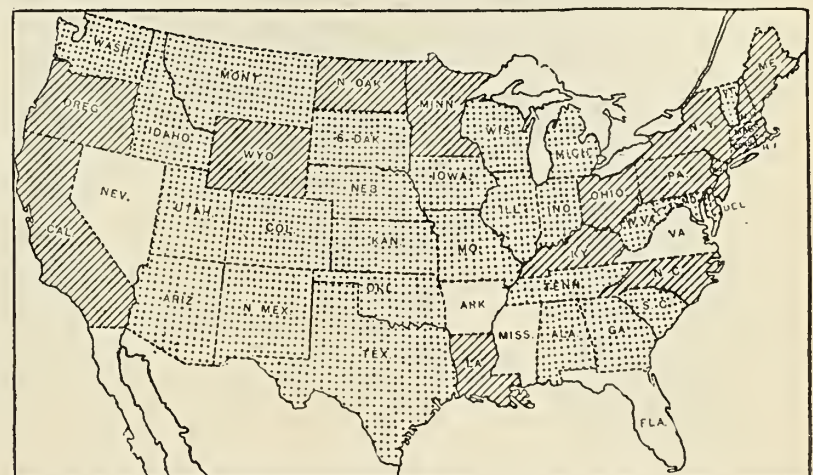 WASH.
MONT.
N. DAK.
MINN.
ME.
OREG.
IDAHO.
S. DAK.
WIS.
MICH.
VT.
N.Y.
MASS.
CONN.
R.I.
WYO.
NEB.
IOWA.
PA.
NEV.
UTAH.
COL.
ILL.
IND.
OHIO.
W.VA.
DEL.
CAL.
KAN.
MO.
KY.
VA.
ARIZ.
N. MEX.
OKL.
ARK.
TENN.
N.C.
S.C.
TEX.
LA.
MISS.
ALA.
GA.
FLA.